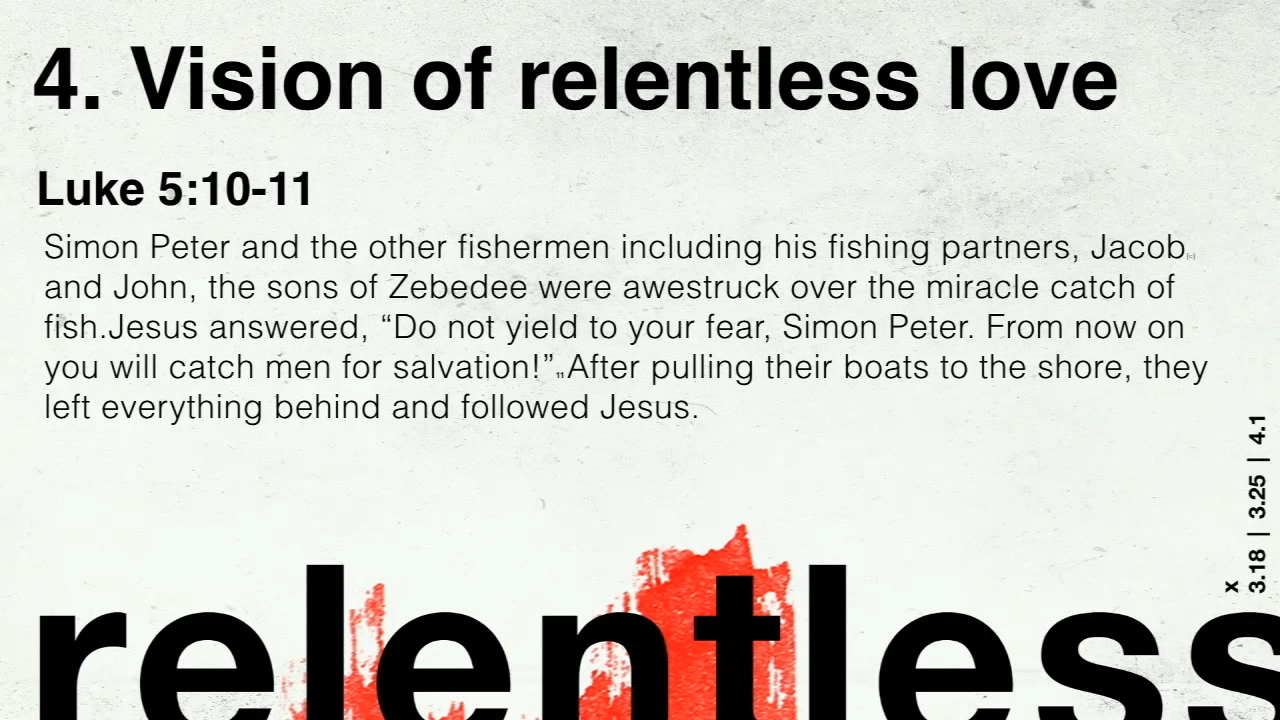 4. Vision of relentless love
Luke 5:10-11
Simon Peter and the other fishermen including his fishing partners, Jacob
and John, the sons of Zebedee were awestruck over the miracle catch of
fish.Jesus answered, “Do not yield to your fear, Simon Peter. From now on
you will catch men for salvation!”11After pulling their boats to the shore, they
left everything behind and followed Jesus.
x
3.18 | 3.25 | 4.1
relentless